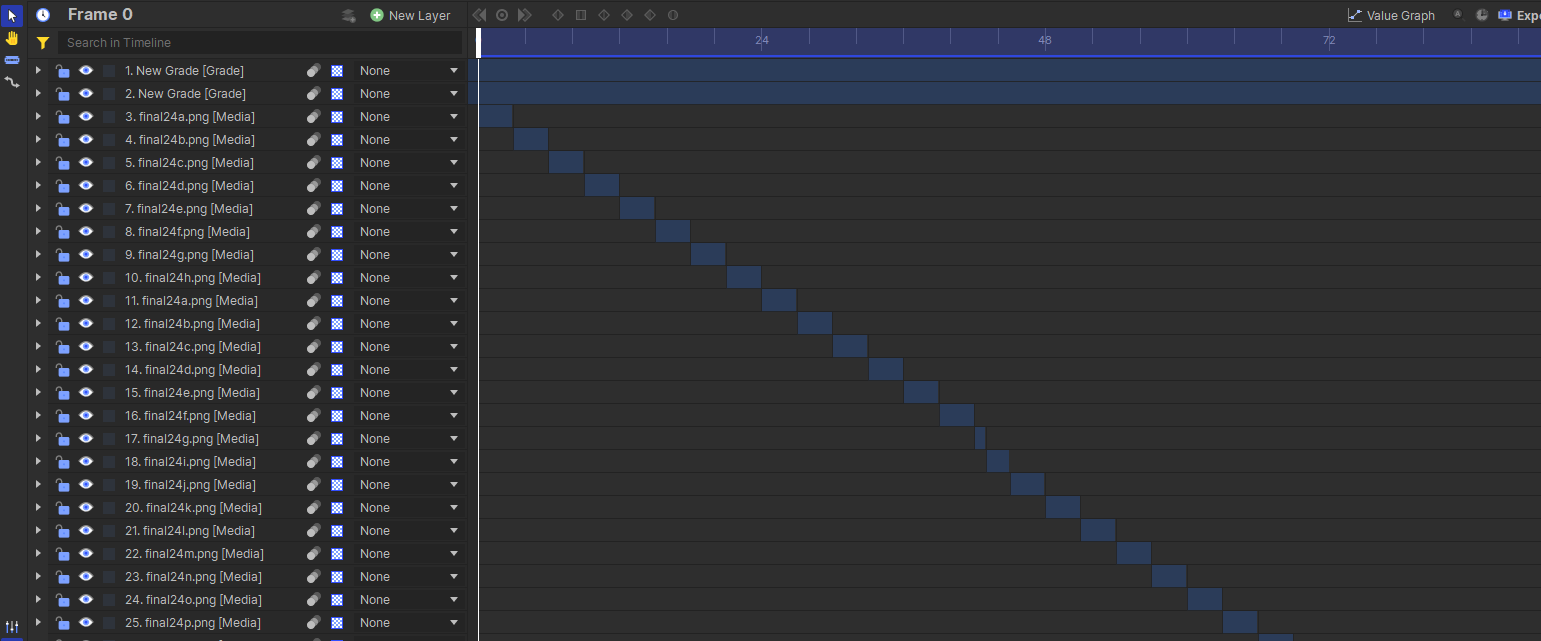 Frame 0 New Layer Value Graph Expo
Search in Timeline 24 48 72
1. New Grade [Grade] None
2. New Grade [Grade] None
3. final24a.png [Media] None
4. final24b.png [Media] None
5. final24c.png [Media] None
6. final24d.png [Media] None
7. final24e.png [Media] None
8. final24f.png [Media] None
9. final24g.png [Media] None
10. final24h.png [Media] None
11. final24a.png [Media] None
12. final24b.png [Media] None
13. final24c.png [Media] None
14. final24d.png [Media] None
15. final24e.png [Media] None
16. final24f.png [Media] None
17. final24g.png [Media] None
18. final24i.png [Media] None
19. final24j.png [Media] None
20. final24k.png [Media] None
21. final24l.png [Media] None
22. final24m.png [Media] None
23. final24n.png [Media] None
24. final24o.png [Media] None
25. final24p.png [Media] None